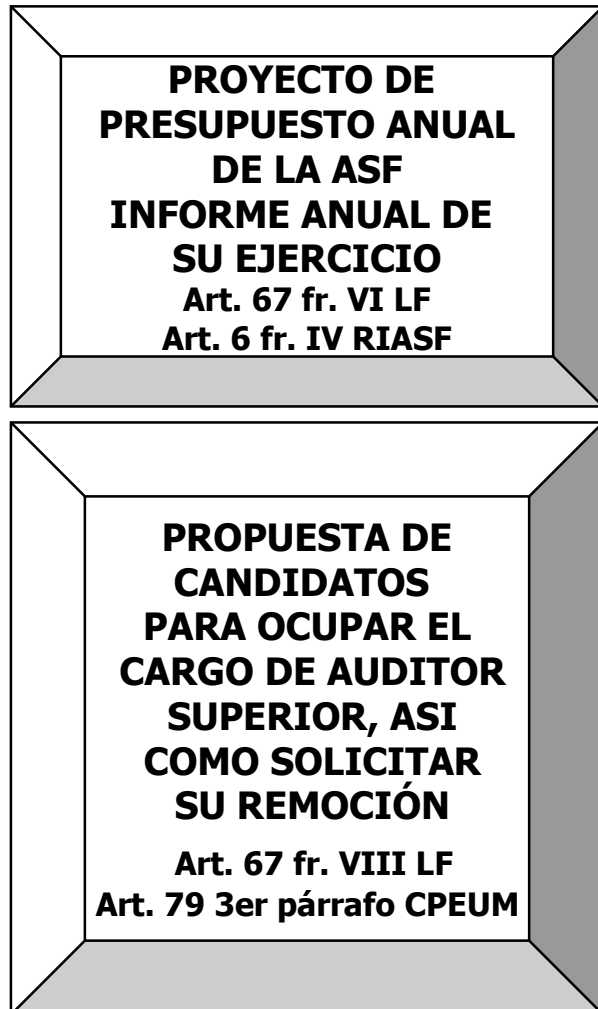 PROYECTO DE
PRESUPUESTO ANUAL
DE LA ASF
INFORME ANUAL DE
SU EJERCICIO
Art. 67 fr. VI LF
Art. 6 fr. IV RIASF
PROPUESTA DE
CANDIDATOS
PARA OCUPAR EL
CARGO DE AUDITOR
SUPERIOR, ASI
COMO SOLICITAR
SU REMOCIÓN
Art. 67 fr. VIII LF
Art. 79 3er párrafo CPEUM